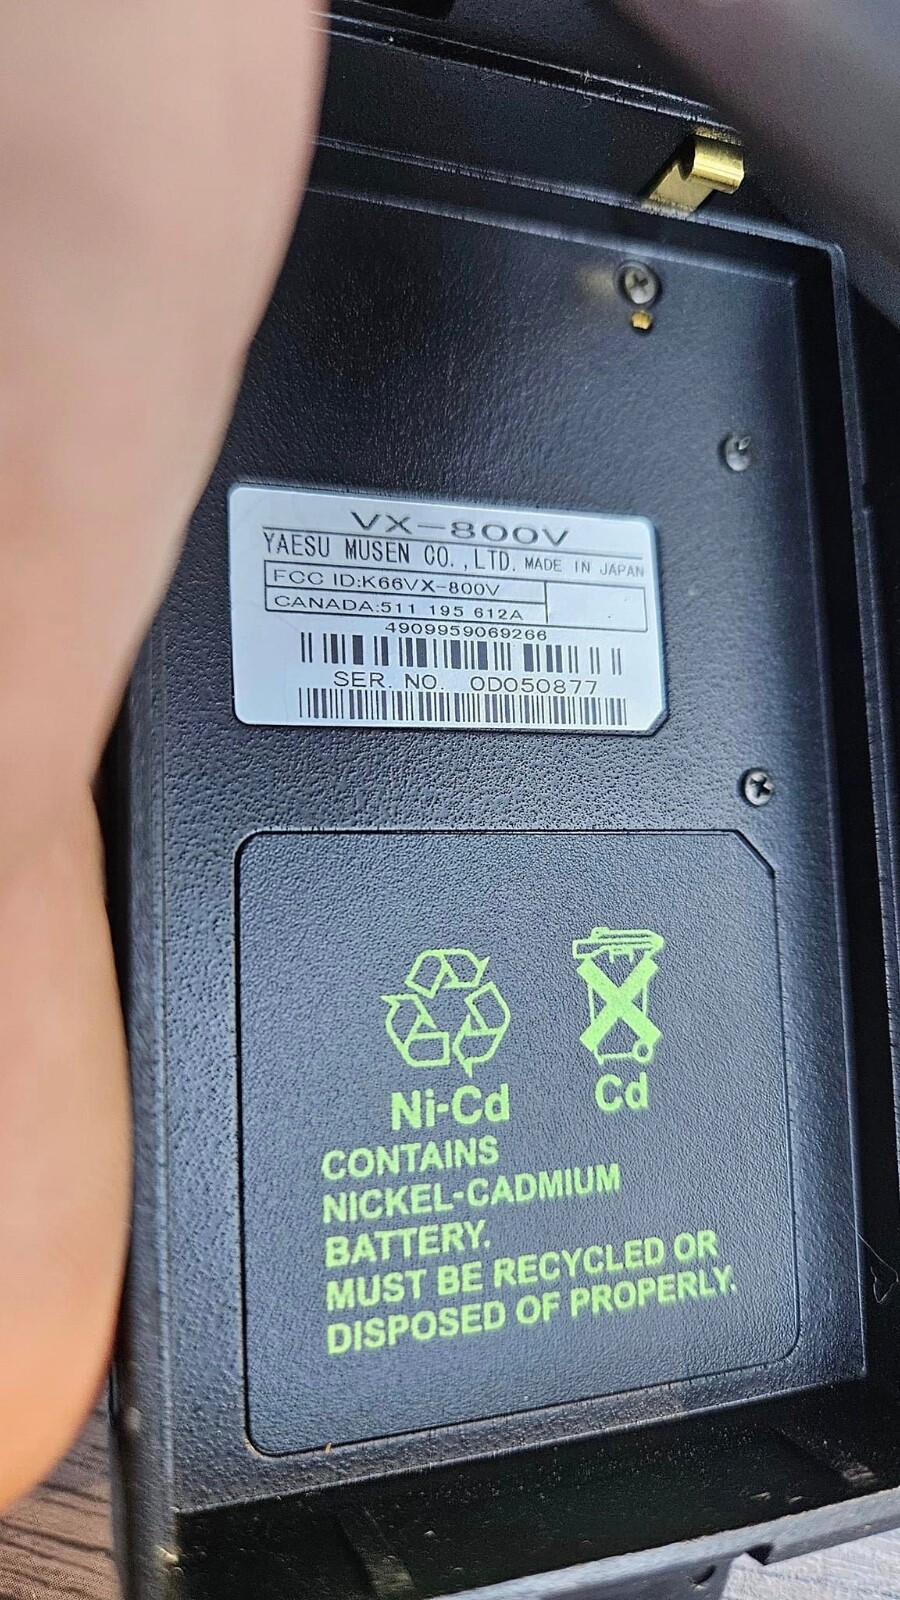 VX-800V
YAESU MUSEN CO.,LTD. MADE IN JAPAN
FCC ID:K66VX-800V
CANADA:511 195 612A
4909959069266
SER. NO. 0D050877
Ni-Cd
Cd
CONTAINS
NICKEL-CADMIUM
BATTERY.
MUST BE RECYCLED OR
DISPOSED OF PROPERLY.